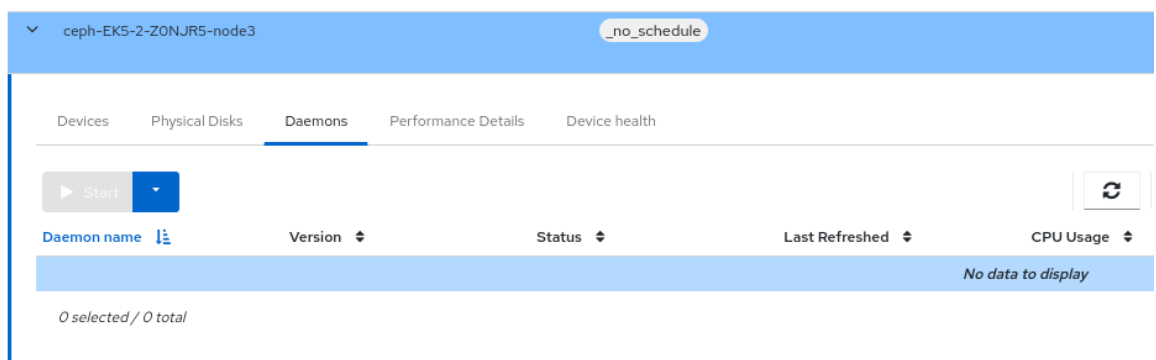 ceph-EK5-2-Z0NJR5-node3 _no_schedule
Devices Physical Disks Daemons Performance Details Device health
Start
Daemon name Version Status Last Refreshed CPU Usage
No data to display
0 selected / 0 total